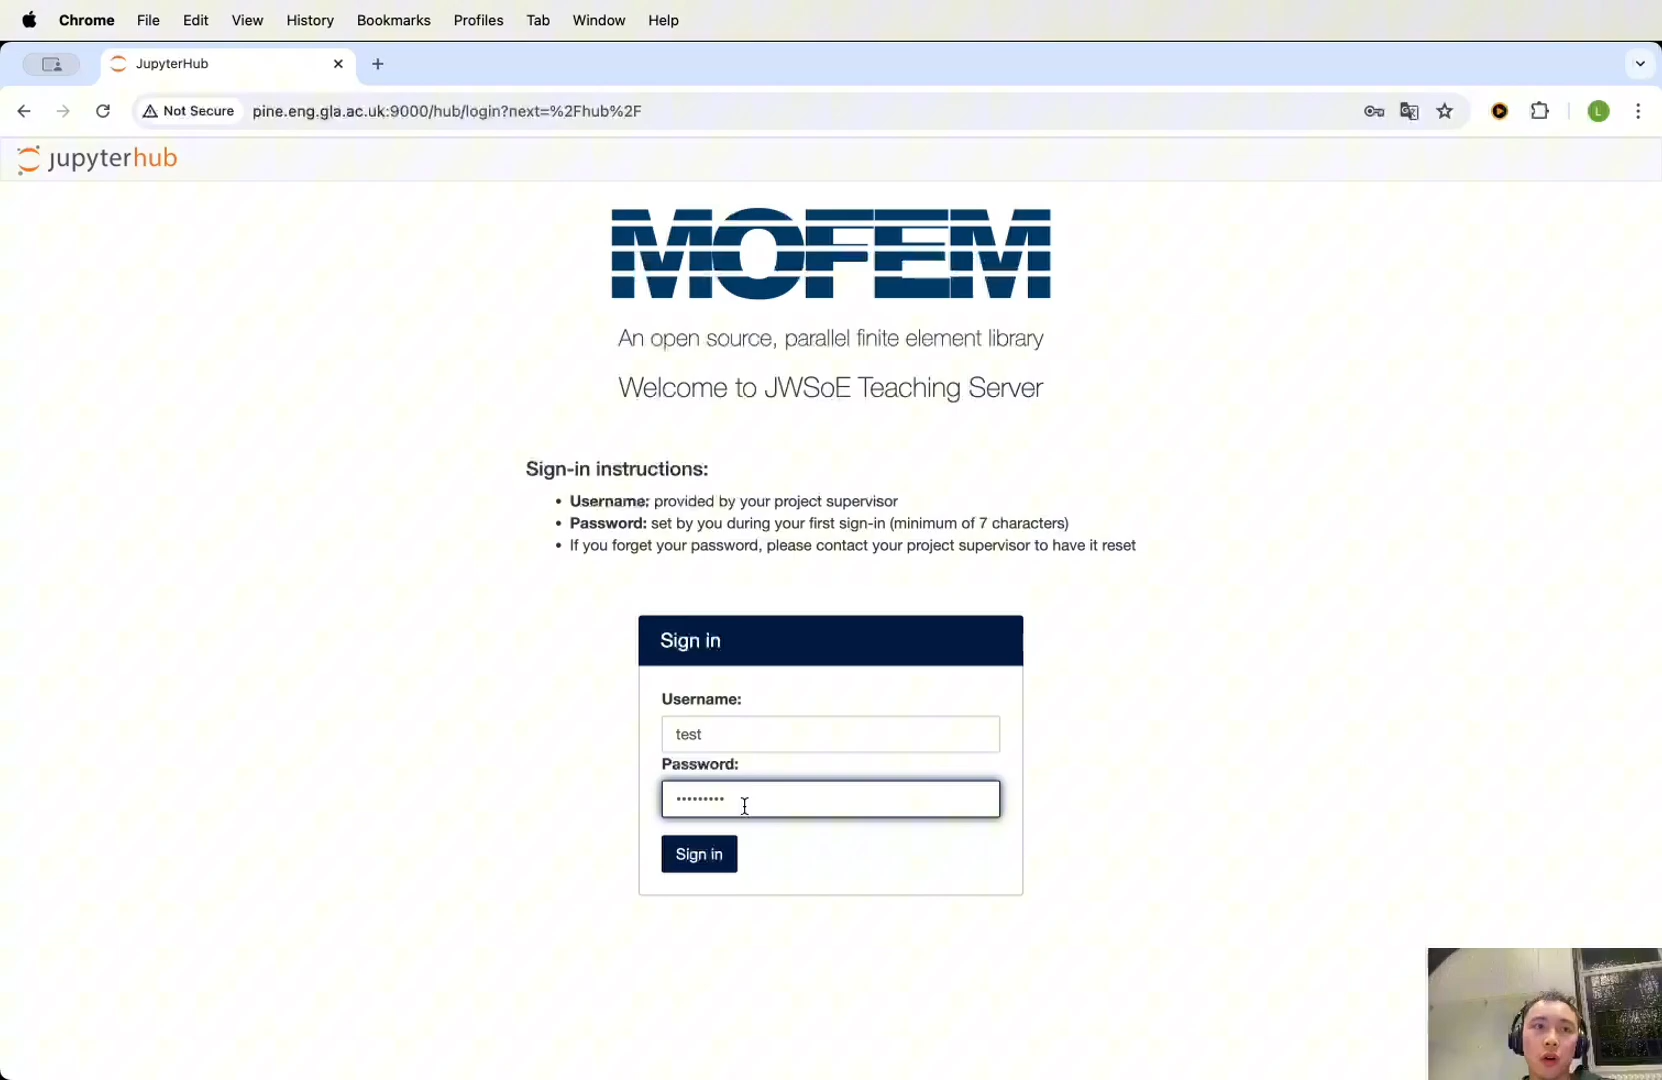 Chrome File Edit View History Bookmarks Profiles Tab Window Help
JupyterHub
Not Secure pine.eng.gla.ac.uk:9000/hub/login?next=%2Fhub%2F
L
jupyterhub
MOFEM
An open source, parallel finite element library
Welcome to JWSoE Teaching Server
Sign-in instructions:
• Username: provided by your project supervisor
• Password: set by you during your first sign-in (minimum of 7 characters)
• If you forget your password, please contact your project supervisor to have it reset
Sign in
Username:
test
Password:
•••••••••
Sign in